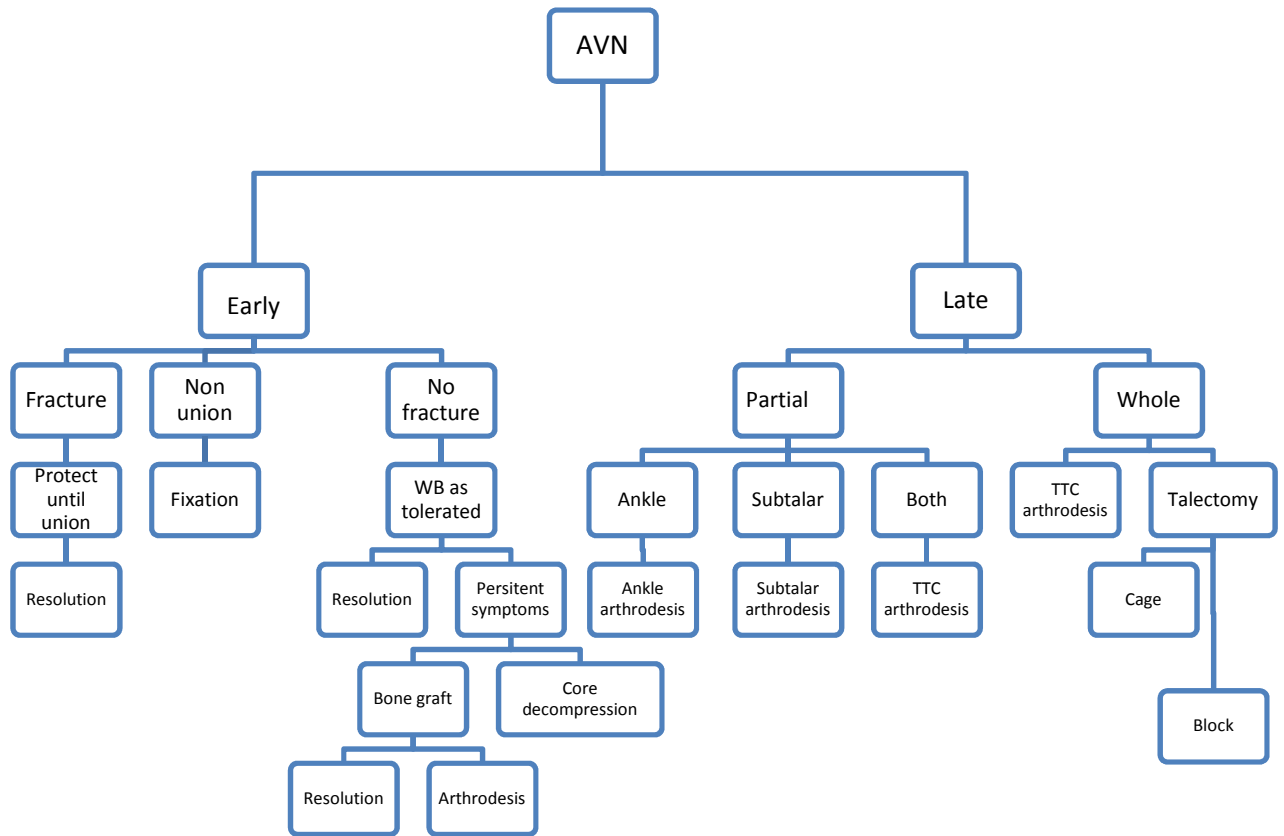 AVN
Early
Late
Fracture
Non
union
No
fracture
Partial
Whole
Protect
until
union
Fixation
WB as
tolerated
Ankle
Subtalar
Both
TTC
arthrodesis
Talectomy
Resolution
Resolution
Persitent
symptoms
Ankle
arthrodesis
Subtalar
arthrodesis
TTC
arthrodesis
Cage
Bone graft
Core
decompression
Block
Resolution
Arthrodesis